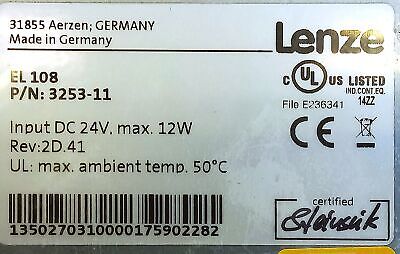 31855 Aerzen; GERMANY
Made in Germany
Lenze
EL 108
P/N: 3253-11
c UL US LISTED
IND.CONT.EQ.
14ZZ
File E236341
Input DC 24V, max. 12W
Rev:2D.41
UL: max. ambient temp. 50°C
CE
certified
1350270310000175902282